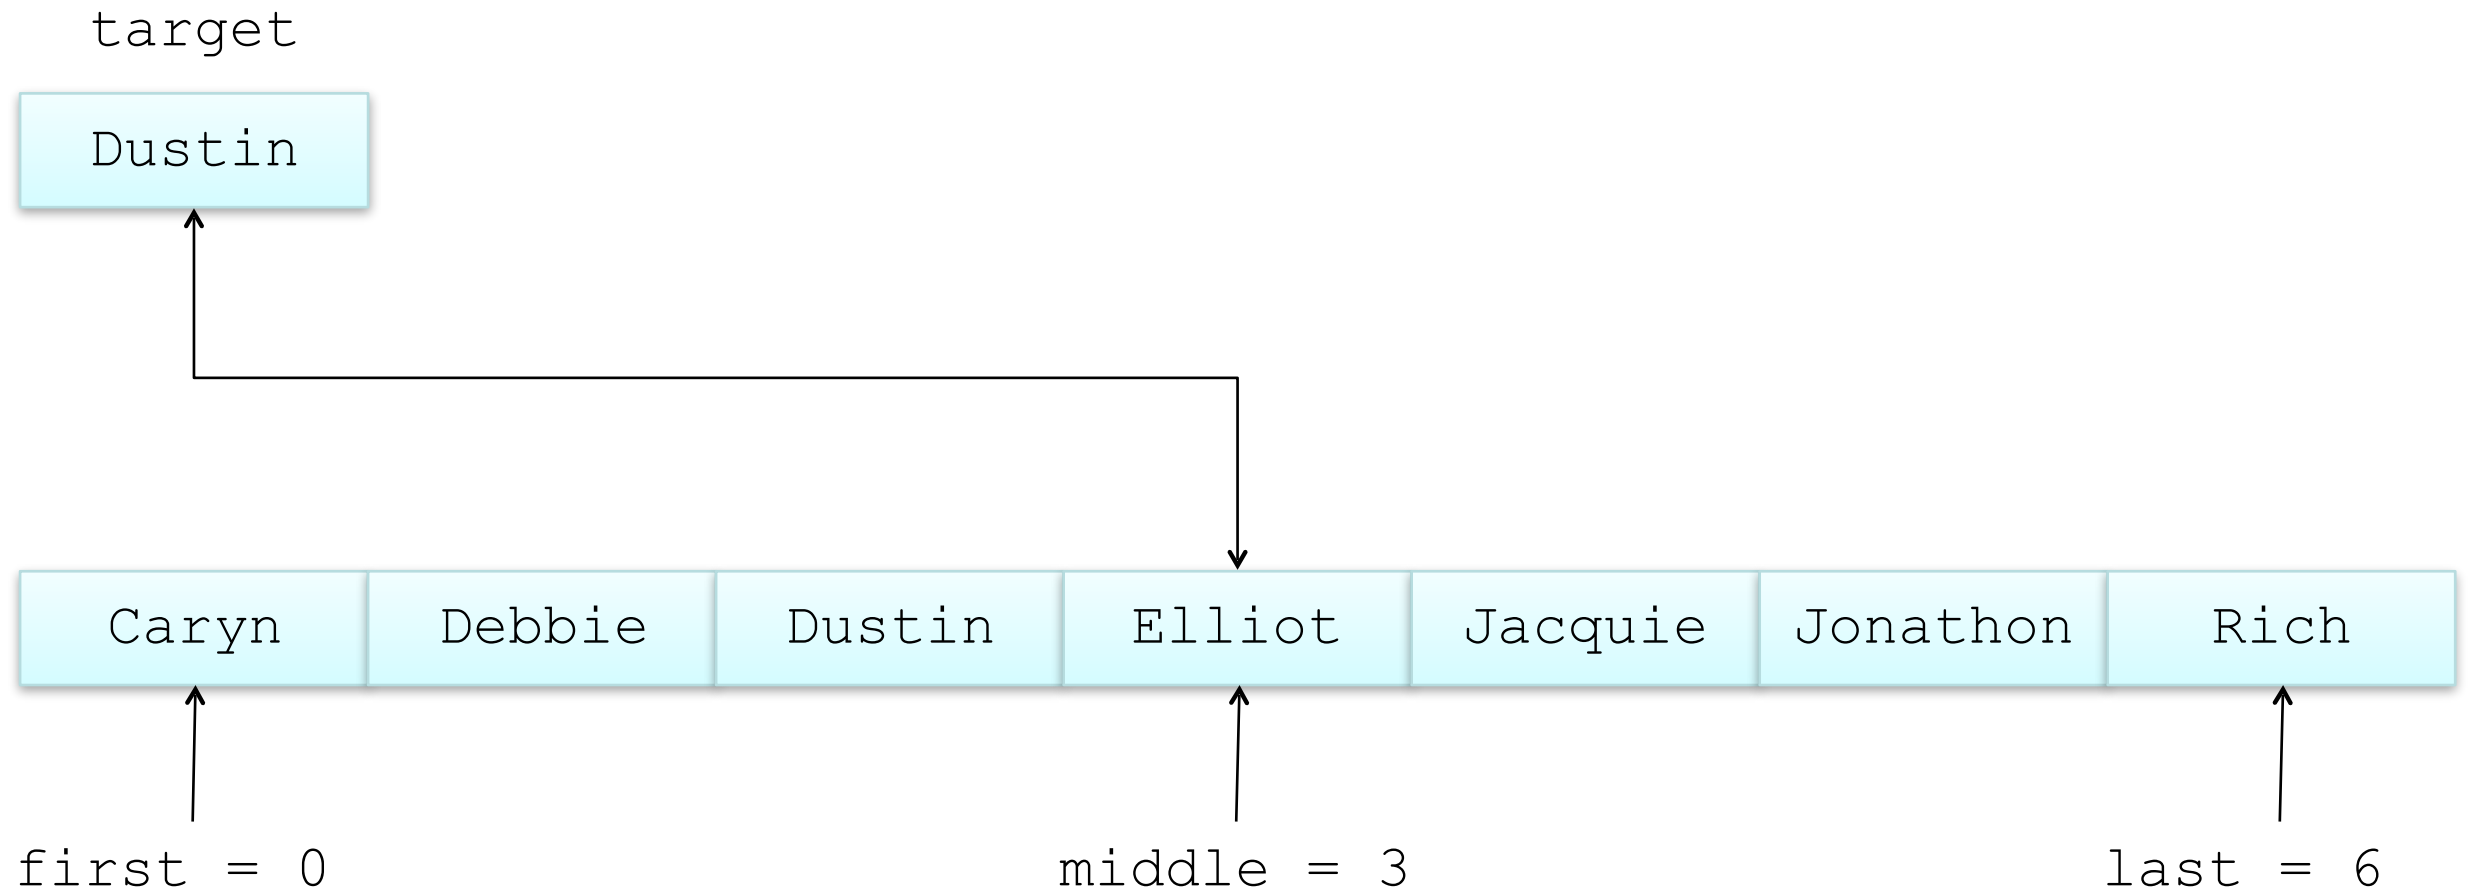 target
Dustin
Caryn Debbie Dustin Elliot Jacquie Jonathon Rich
first = 0 middle = 3 last = 6